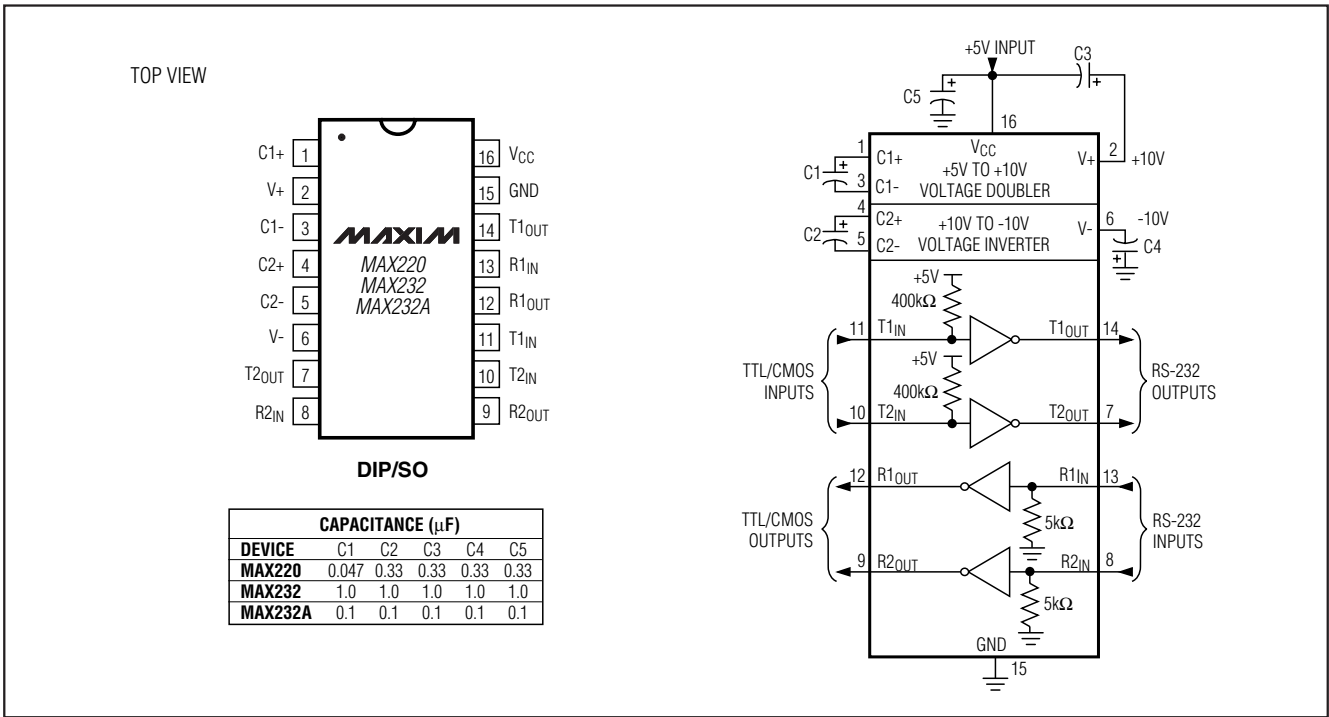 TOP VIEW
C1+ 1
V+ 2
C1- 3
C2+ 4
C2- 5
V- 6
T2OUT 7
R2IN 8
16 VCC
15 GND
14 T1OUT
13 R1IN
12 R1OUT
11 T1IN
10 T2IN
9 R2OUT
MAXIM
MAX220
MAX232
MAX232A
DIP/SO
CAPACITANCE (μF)
DEVICE C1 C2 C3 C4 C5
MAX220 0.047 0.33 0.33 0.33 0.33
MAX232 1.0 1.0 1.0 1.0 1.0
MAX232A 0.1 0.1 0.1 0.1 0.1
+5V INPUT
C3
C5 +
+
16
VCC
1 C1+
C1 +
3 C1-
+5V TO +10V
VOLTAGE DOUBLER
V+ 2 +10V
4 C2+
C2 +
5 C2-
+10V TO -10V
VOLTAGE INVERTER
V- 6 -10V
+ C4
+5V
400kΩ
11 T1IN
T1OUT 14
+5V
400kΩ
10 T2IN
T2OUT 7
TTL/CMOS
INPUTS
RS-232
OUTPUTS
12 R1OUT
R1IN 13
5kΩ
9 R2OUT
R2IN 8
5kΩ
TTL/CMOS
OUTPUTS
RS-232
INPUTS
GND
15